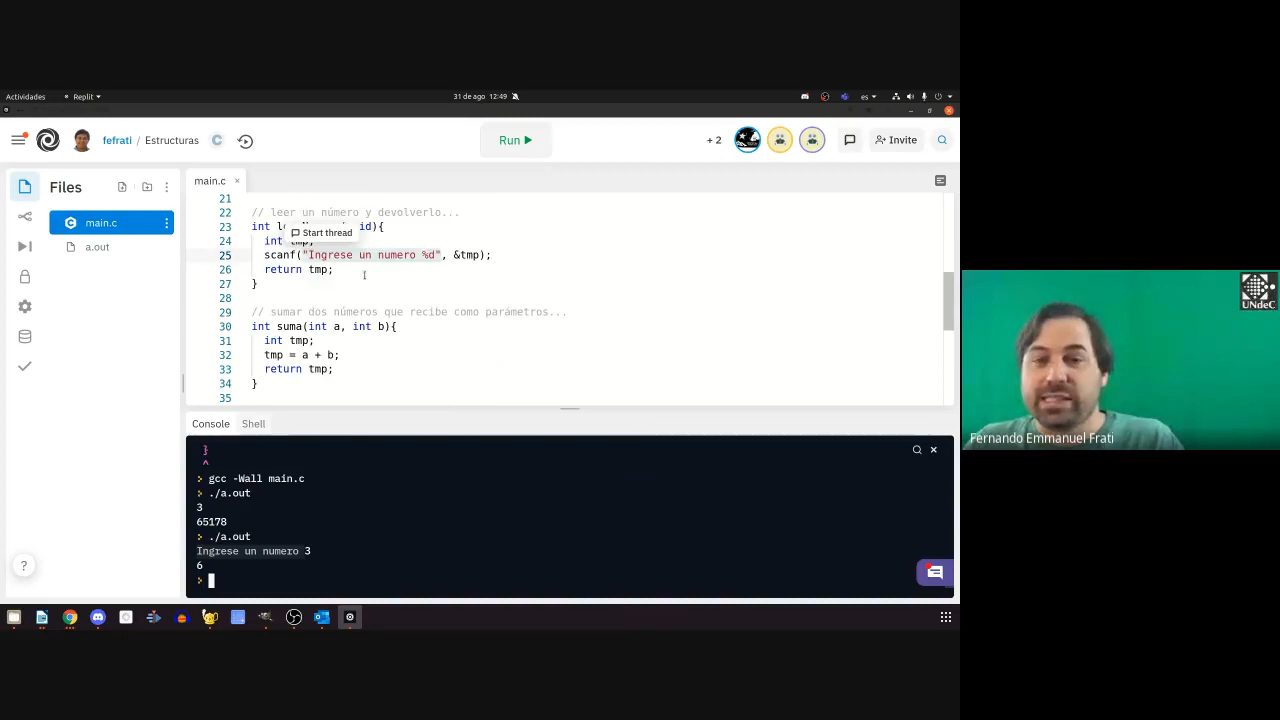 Actividades
Replit
31 de ago 12:49
es
fefrati / Estructuras
C
Run
+ 2
Invite
Files
main.c
a.out
main.c ×
21
22 // leer un número y devolverlo...
23 int id){
Start thread
24 int tmp;
25 scanf("Ingrese un numero %d", &tmp);
26 return tmp;
27 }
28
29 // sumar dos números que recibe como parámetros...
30 int suma(int a, int b){
31 int tmp;
32 tmp = a + b;
33 return tmp;
34 }
35
Console Shell
}
^
> gcc -Wall main.c
> ./a.out
3
65178
> ./a.out
Ingrese un numero 3
6
>
?
UNdeC
Fernando Emmanuel Frati